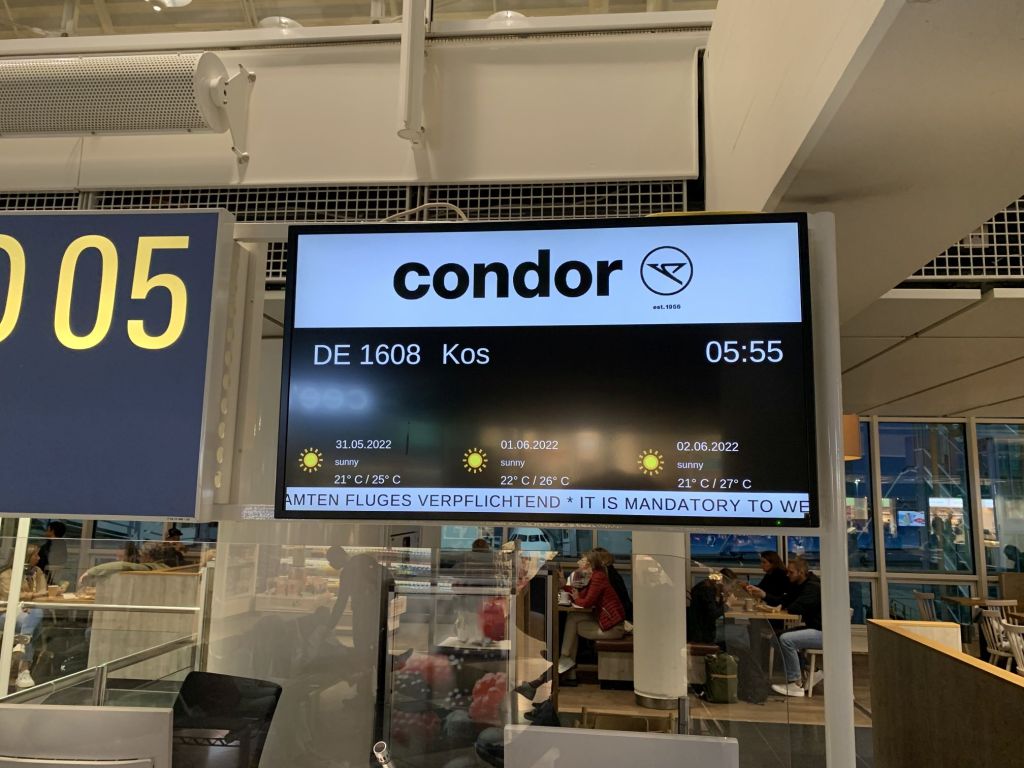 05
condor
est.1956
DE 1608 Kos 05:55
31.05.2022 01.06.2022 02.06.2022
sunny sunny sunny
21° C / 25° C 22° C / 26° C 21° C / 27° C
AMTEN FLUGES VERPFLICHTEND * IT IS MANDATORY TO WE